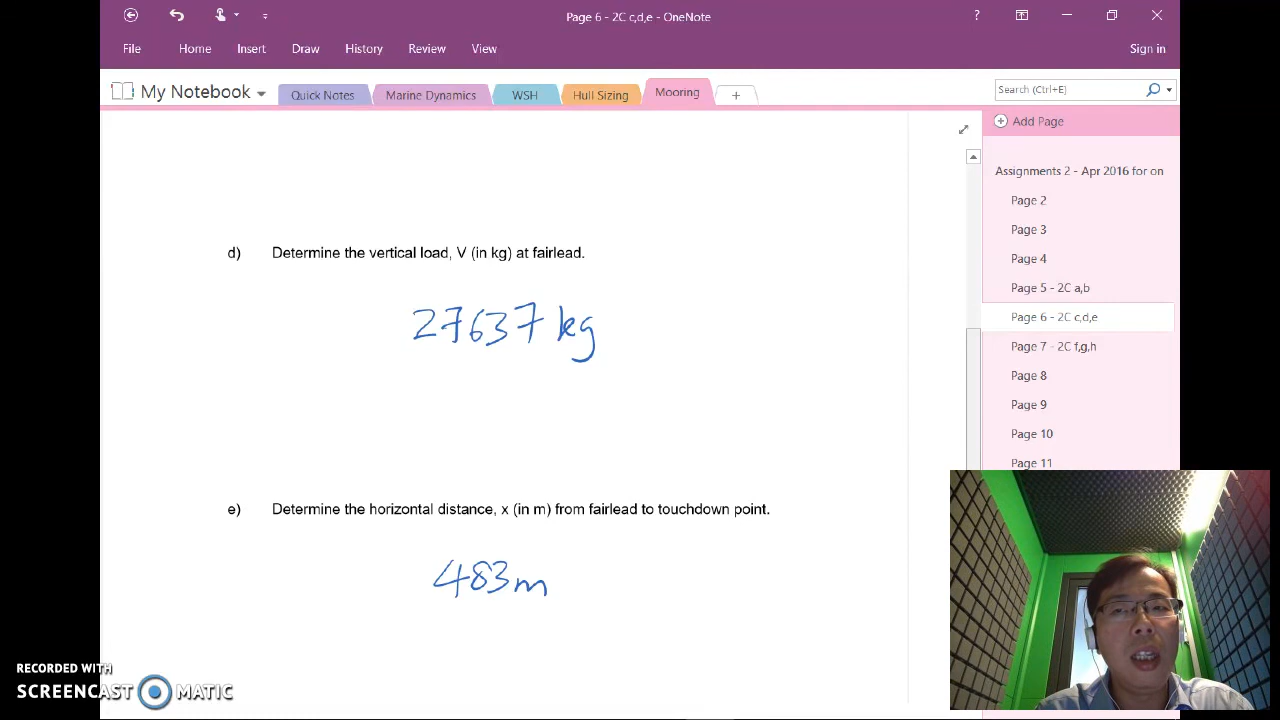 Page 6 - 2C c,d,e - OneNote
?
File Home Insert Draw History Review View Sign in
My Notebook Quick Notes Marine Dynamics WSH Hull Sizing Mooring +
Search (Ctrl+E)
Add Page
Assignments 2 - Apr 2016 for on
Page 2
Page 3
Page 4
Page 5 - 2C a,b
Page 6 - 2C c,d,e
Page 7 - 2C f,g,h
Page 8
Page 9
Page 10
Page 11
d) Determine the vertical load, V (in kg) at fairlead.
27637 kg
e) Determine the horizontal distance, x (in m) from fairlead to touchdown point.
483m
RECORDED WITH
SCREENCAST MATIC